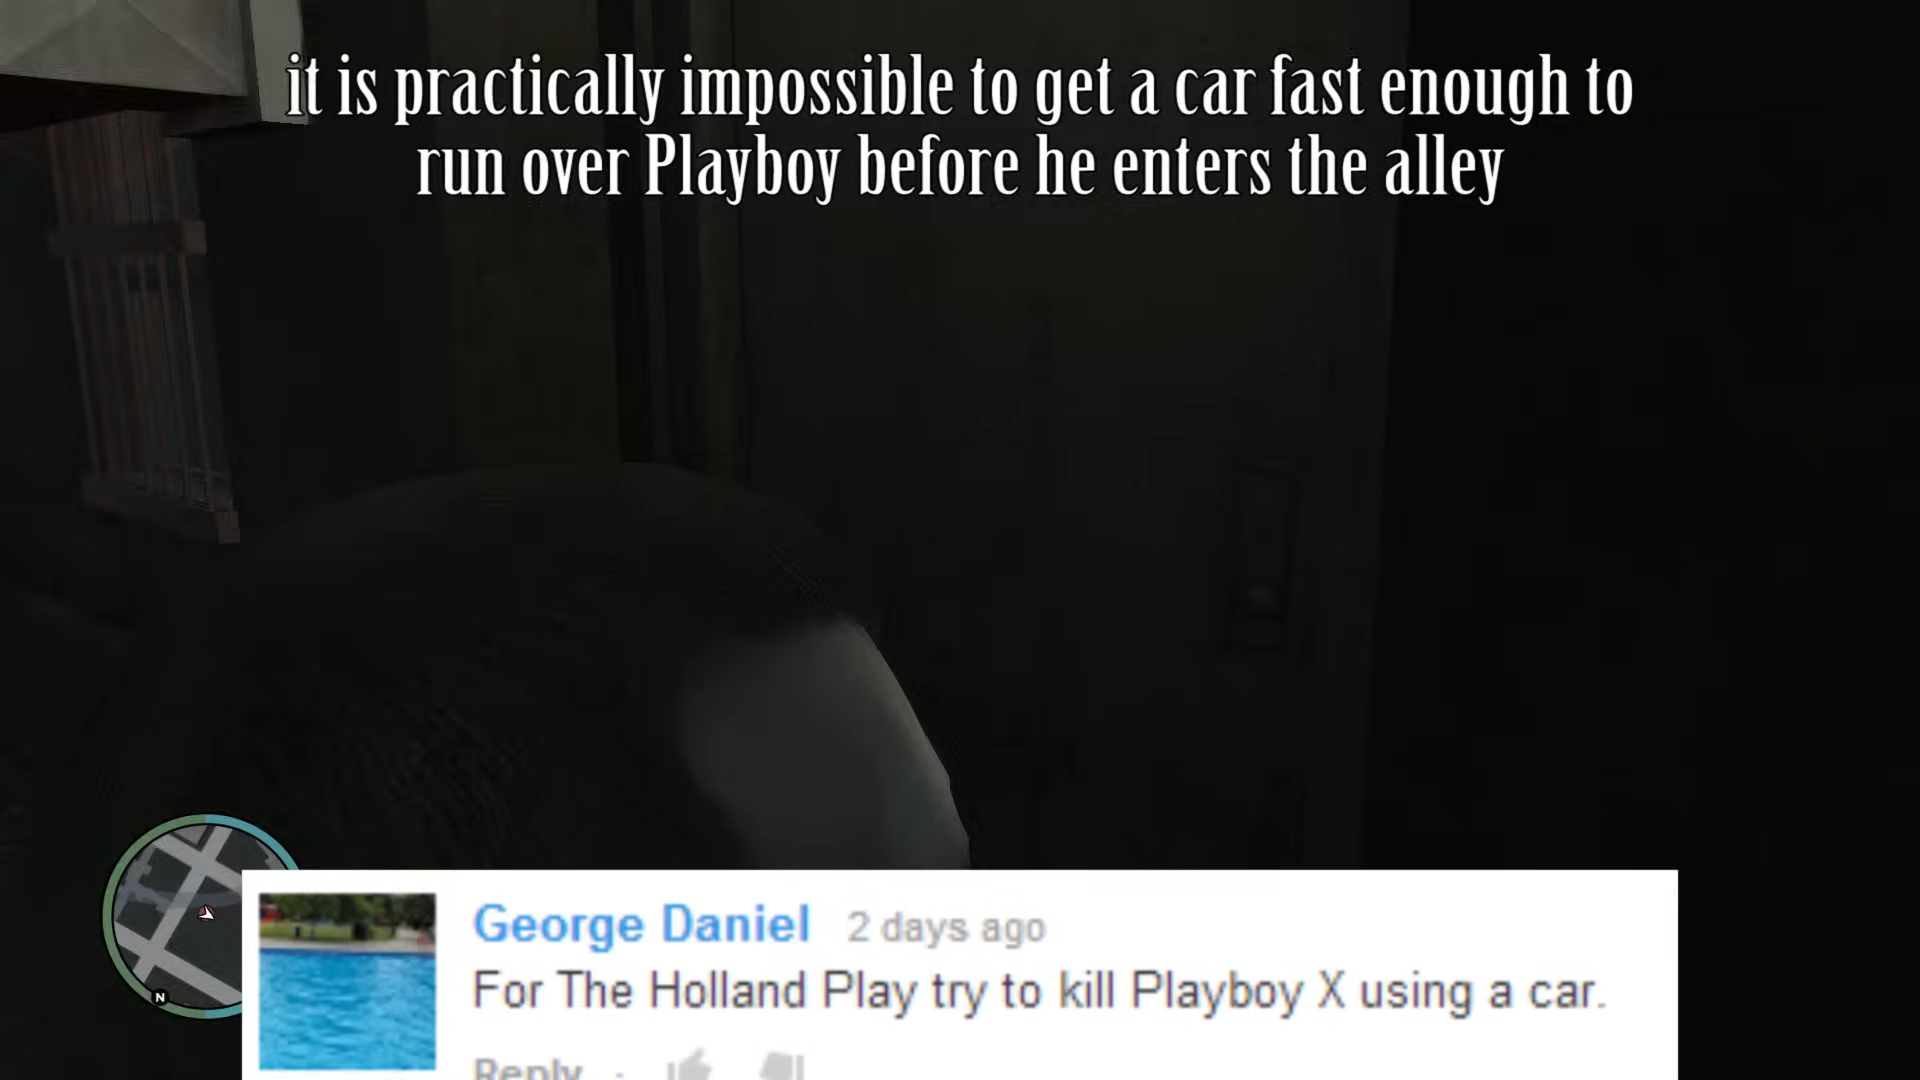 it is practically impossible to get a car fast enough to
run over Playboy before he enters the alley
N
George Daniel 2 days ago
For The Holland Play try to kill Playboy X using a car.
Reply ·